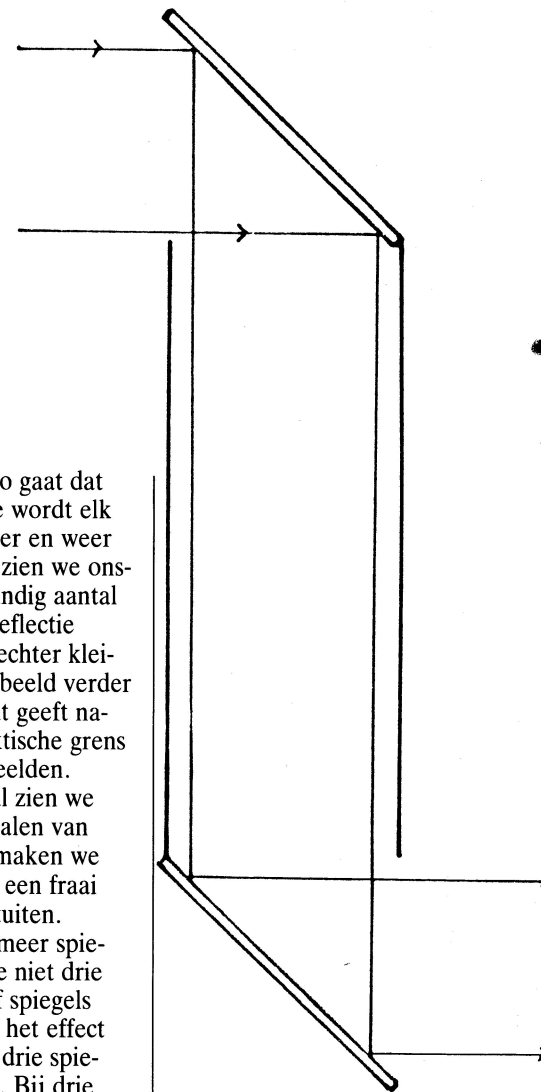 o gaat dat
e wordt elk
er en weer
zien we ons-
ndig aantal
eflectie
echter klei-
beeld verder
t geeft na-
ktische grens
eelden.
l zien we
alen van
maken we
een fraai
tuiten.
meer spie-
e niet drie
f spiegels
het effect
drie spie-
. Bij drie